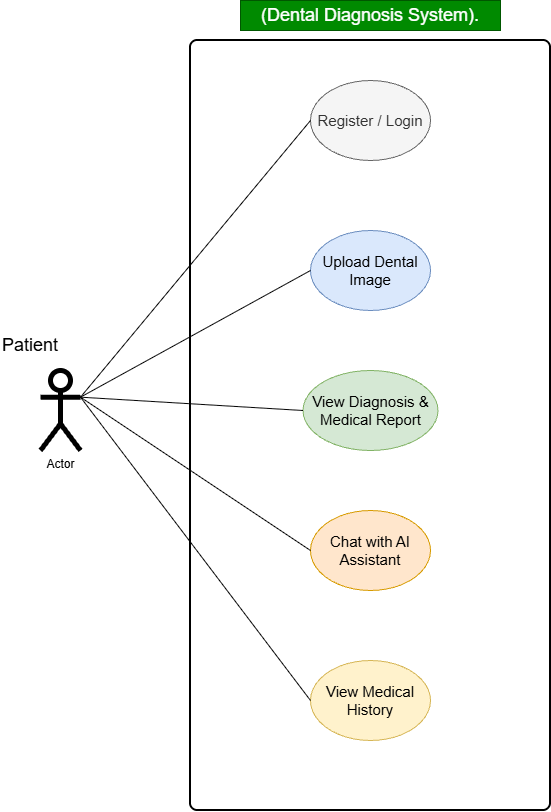 (Dental Diagnosis System).
Register / Login
Upload Dental
Image
Patient
View Diagnosis &
Medical Report
Actor
Chat with AI
Assistant
View Medical
History